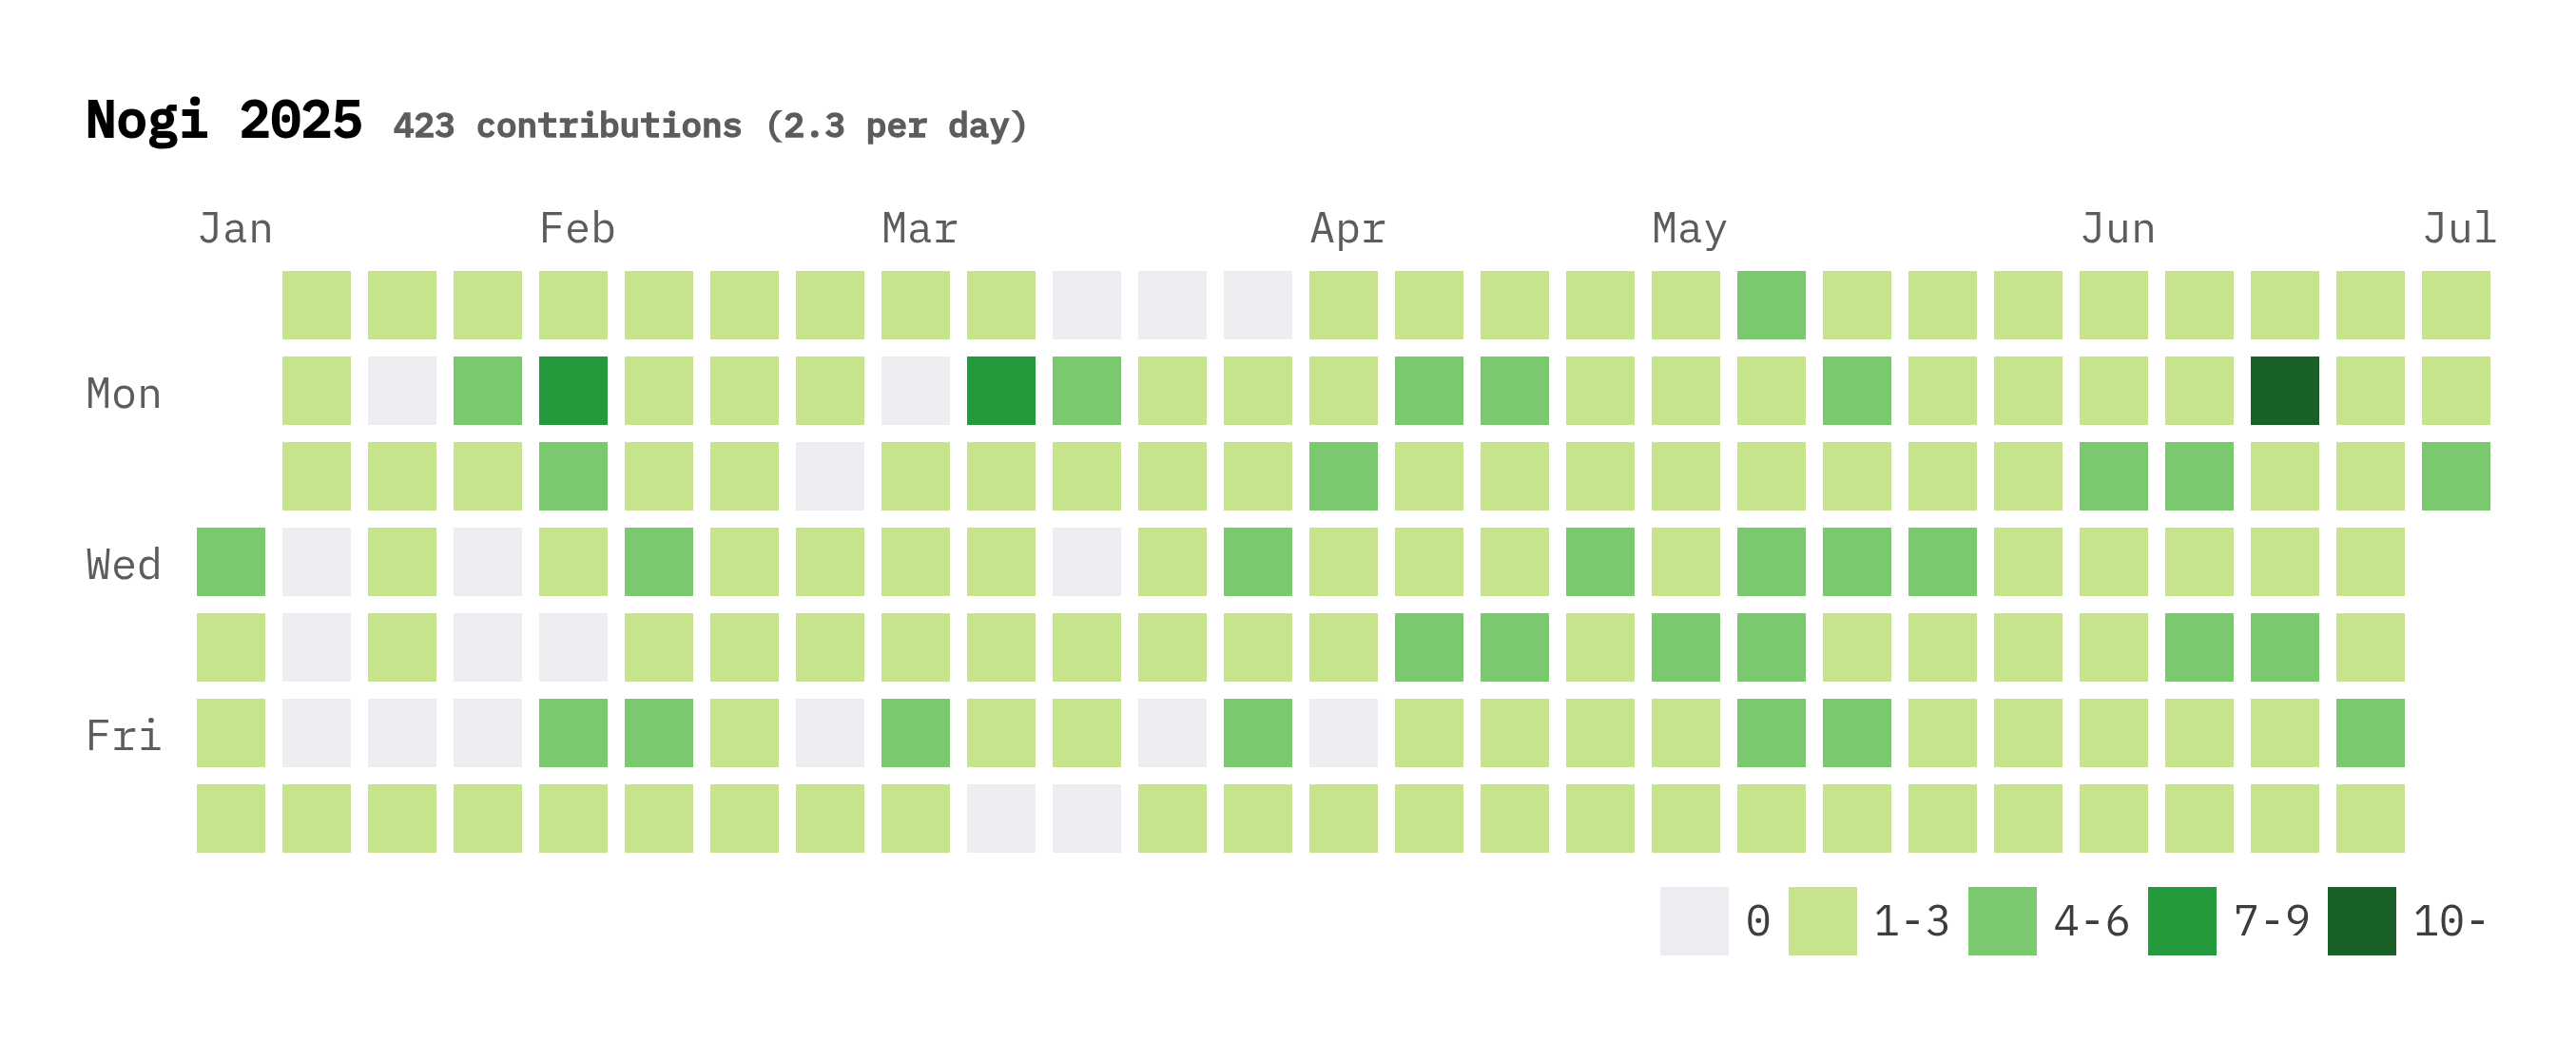 Nogi 2025 423 contributions (2.3 per day)
Jan Feb Mar Apr May Jun Jul
Mon
Wed
Fri
0 1-3 4-6 7-9 10-